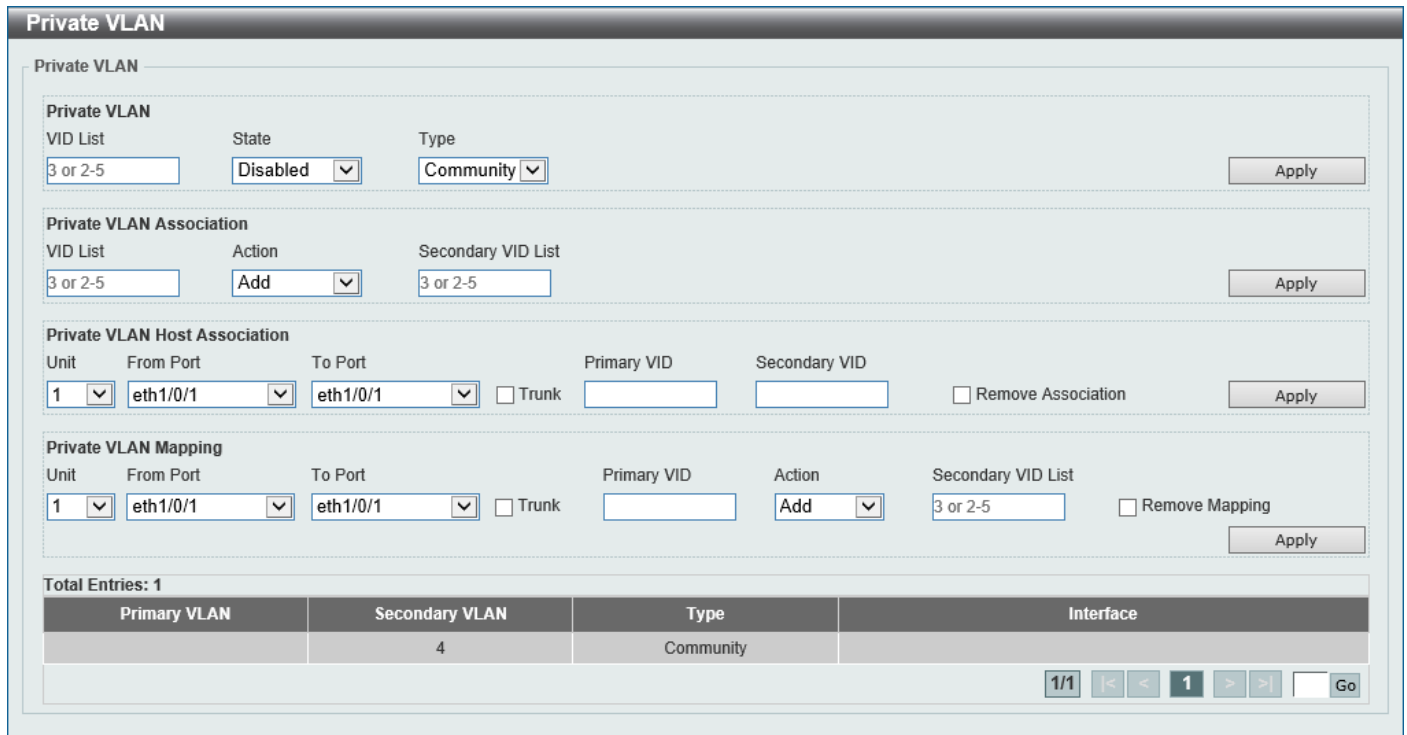 Private VLAN
Private VLAN
Private VLAN
VID List State Type
3 or 2-5 Disabled Community Apply
Private VLAN Association
VID List Action Secondary VID List
3 or 2-5 Add 3 or 2-5 Apply
Private VLAN Host Association
Unit From Port To Port Primary VID Secondary VID
1 eth1/0/1 eth1/0/1 Trunk Remove Association Apply
Private VLAN Mapping
Unit From Port To Port Primary VID Action Secondary VID List
1 eth1/0/1 eth1/0/1 Trunk Add 3 or 2-5 Remove Mapping
Apply
Total Entries: 1
Primary VLAN Secondary VLAN Type Interface
4 Community
1/1 |< < 1 > >| Go